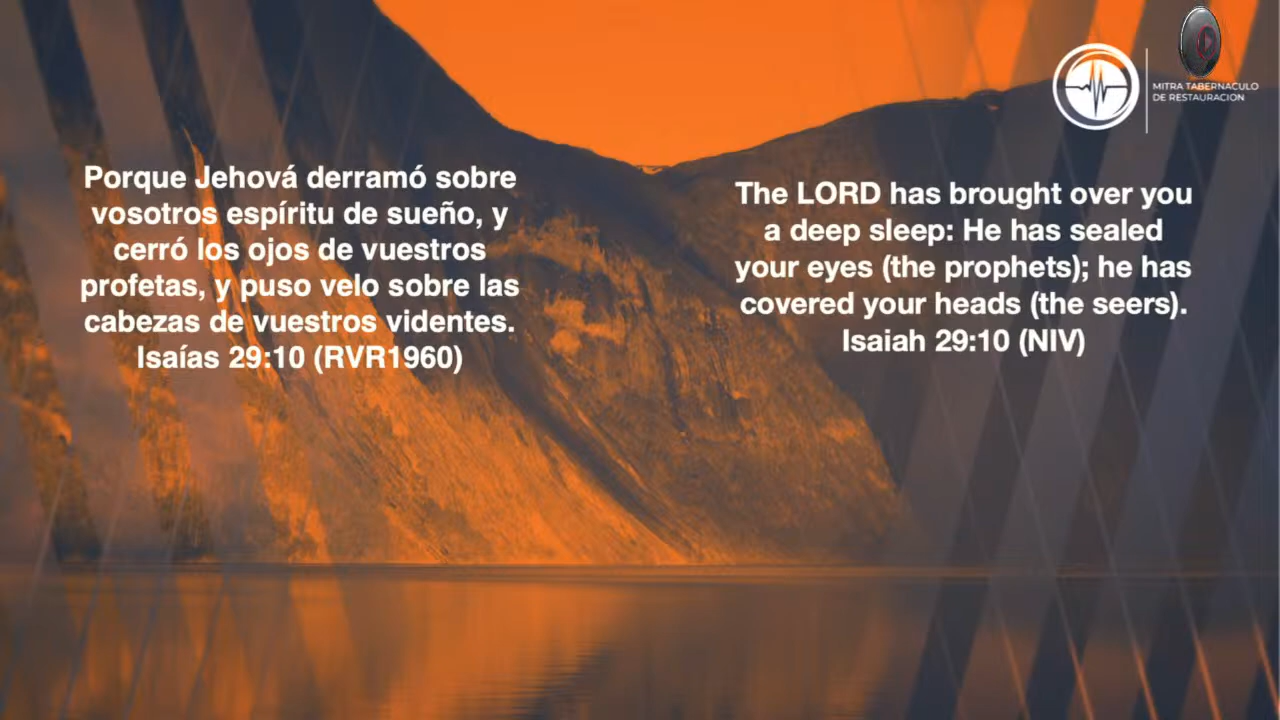 Porque Jehová derramó sobre
vosotros espíritu de sueño, y
cerró los ojos de vuestros
profetas, y puso velo sobre las
cabezas de vuestros videntes.
Isaías 29:10 (RVR1960)
The LORD has brought over you
a deep sleep: He has sealed
your eyes (the prophets); he has
covered your heads (the seers).
Isaiah 29:10 (NIV)
MITRA TABERNACULO
DE RESTAURACION